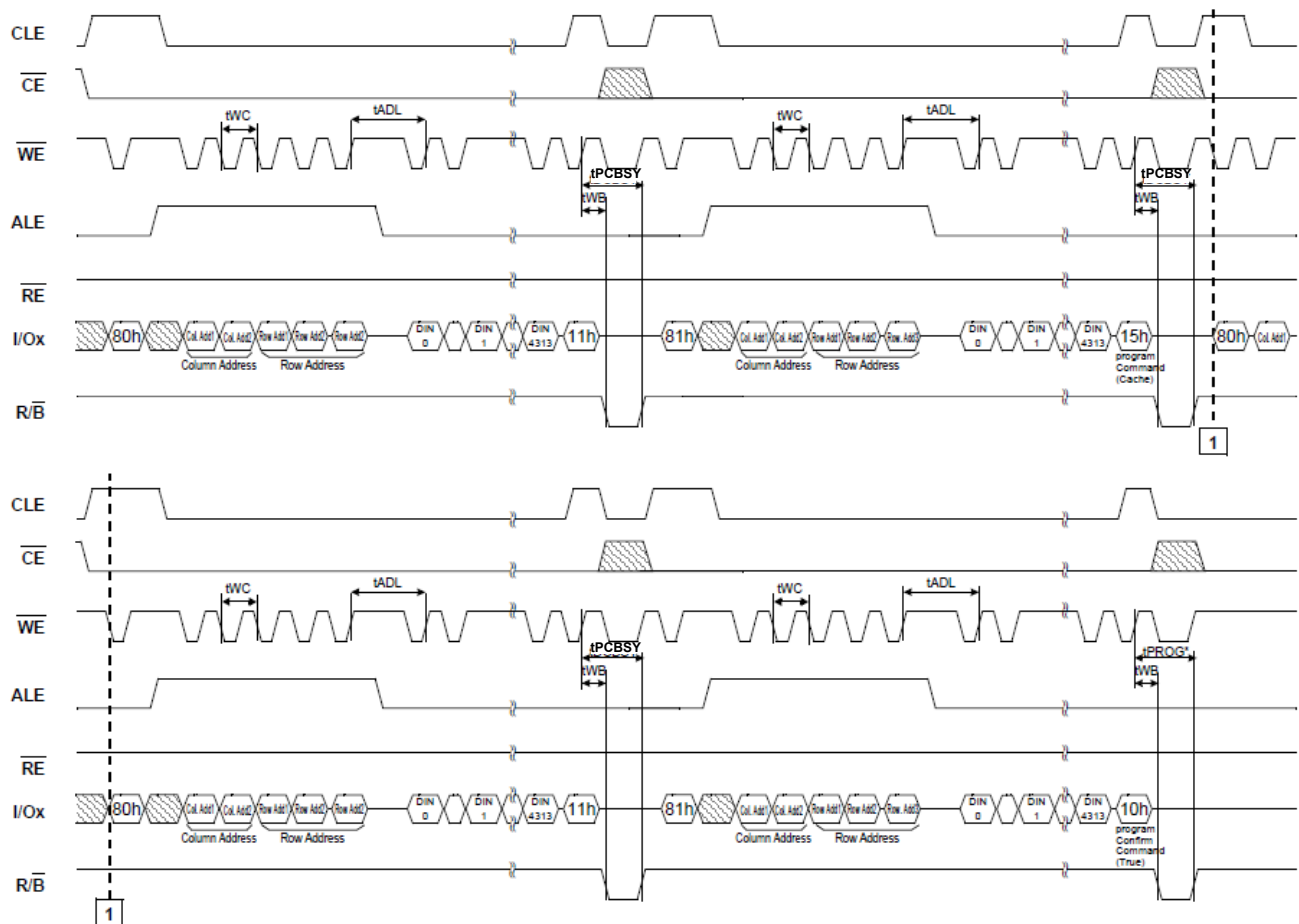 CLE
CE
tWC tADL tWC tADL
WE
tPCBSY tPCBSY
tWB tWB
ALE
RE
I/Ox 80h Col. Add1 Col. Add2 Row Add1 Row Add2 Row Add3 DIN 0 DIN 1 DIN 4313 11h 81h Col. Add1 Col. Add2 Row Add1 Row Add2 Row. Add3 DIN 0 DIN 1 DIN 4313 15h 80h Col. Add1
Column Address Row Address Column Address Row Address
program
Command
(Cache)
R/B
1
CLE
CE
tWC tADL tWC tADL
WE
tPCBSY tPROG*
tWB tWB
ALE
RE
I/Ox 80h Col. Add1 Col. Add2 Row Add1 Row Add2 Row Add3 DIN 0 DIN 1 DIN 4313 11h 81h Col. Add1 Col. Add2 Row Add1 Row Add2 Row. Add3 DIN 0 DIN 1 DIN 4313 10h
Column Address Row Address Column Address Row Address
program
Confirm
Command
(True)
R/B
1